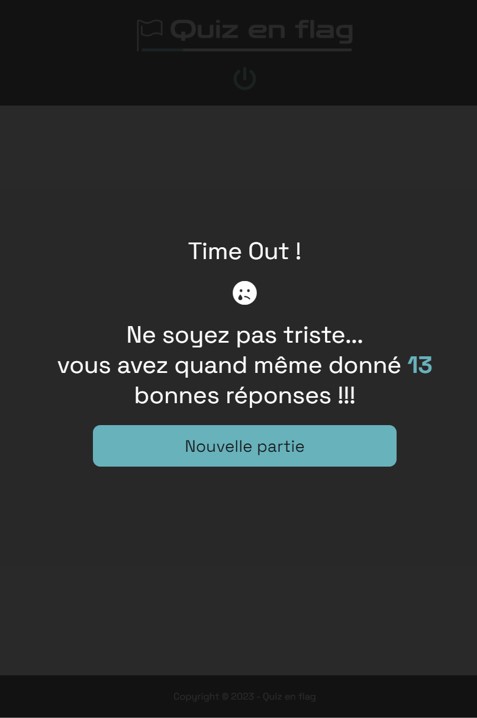 Quiz en flag
Time Out !
Ne soyez pas triste...
vous avez quand même donné 13
bonnes réponses !!!
Nouvelle partie
Copyright © 2023 - Quiz en flag